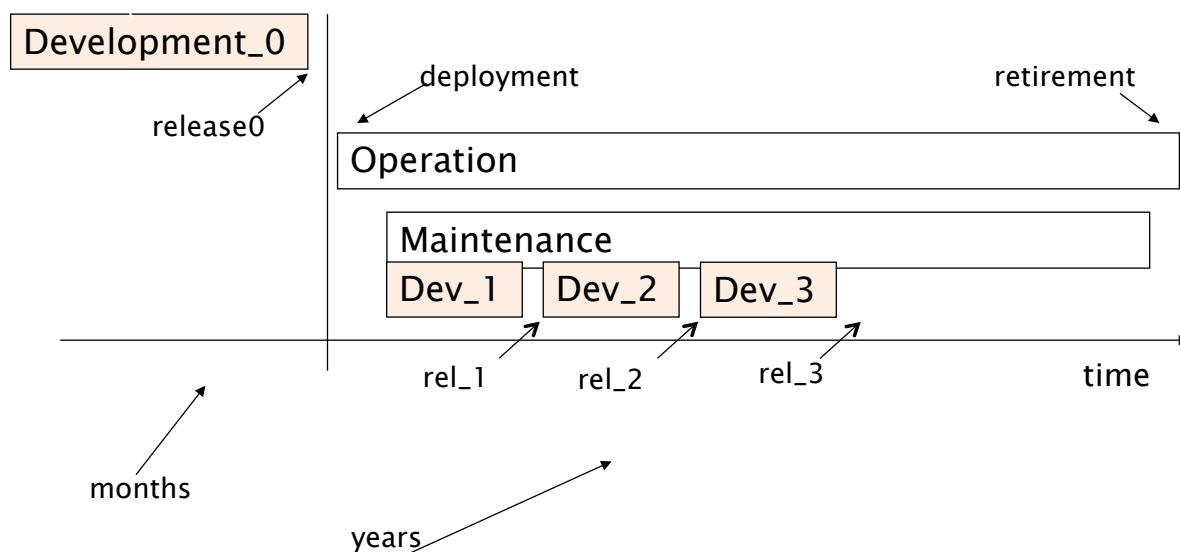 Development_0
deployment
retirement
release0
Operation
Maintenance
Dev_1
Dev_2
Dev_3
rel_1
rel_2
rel_3
time
months
years